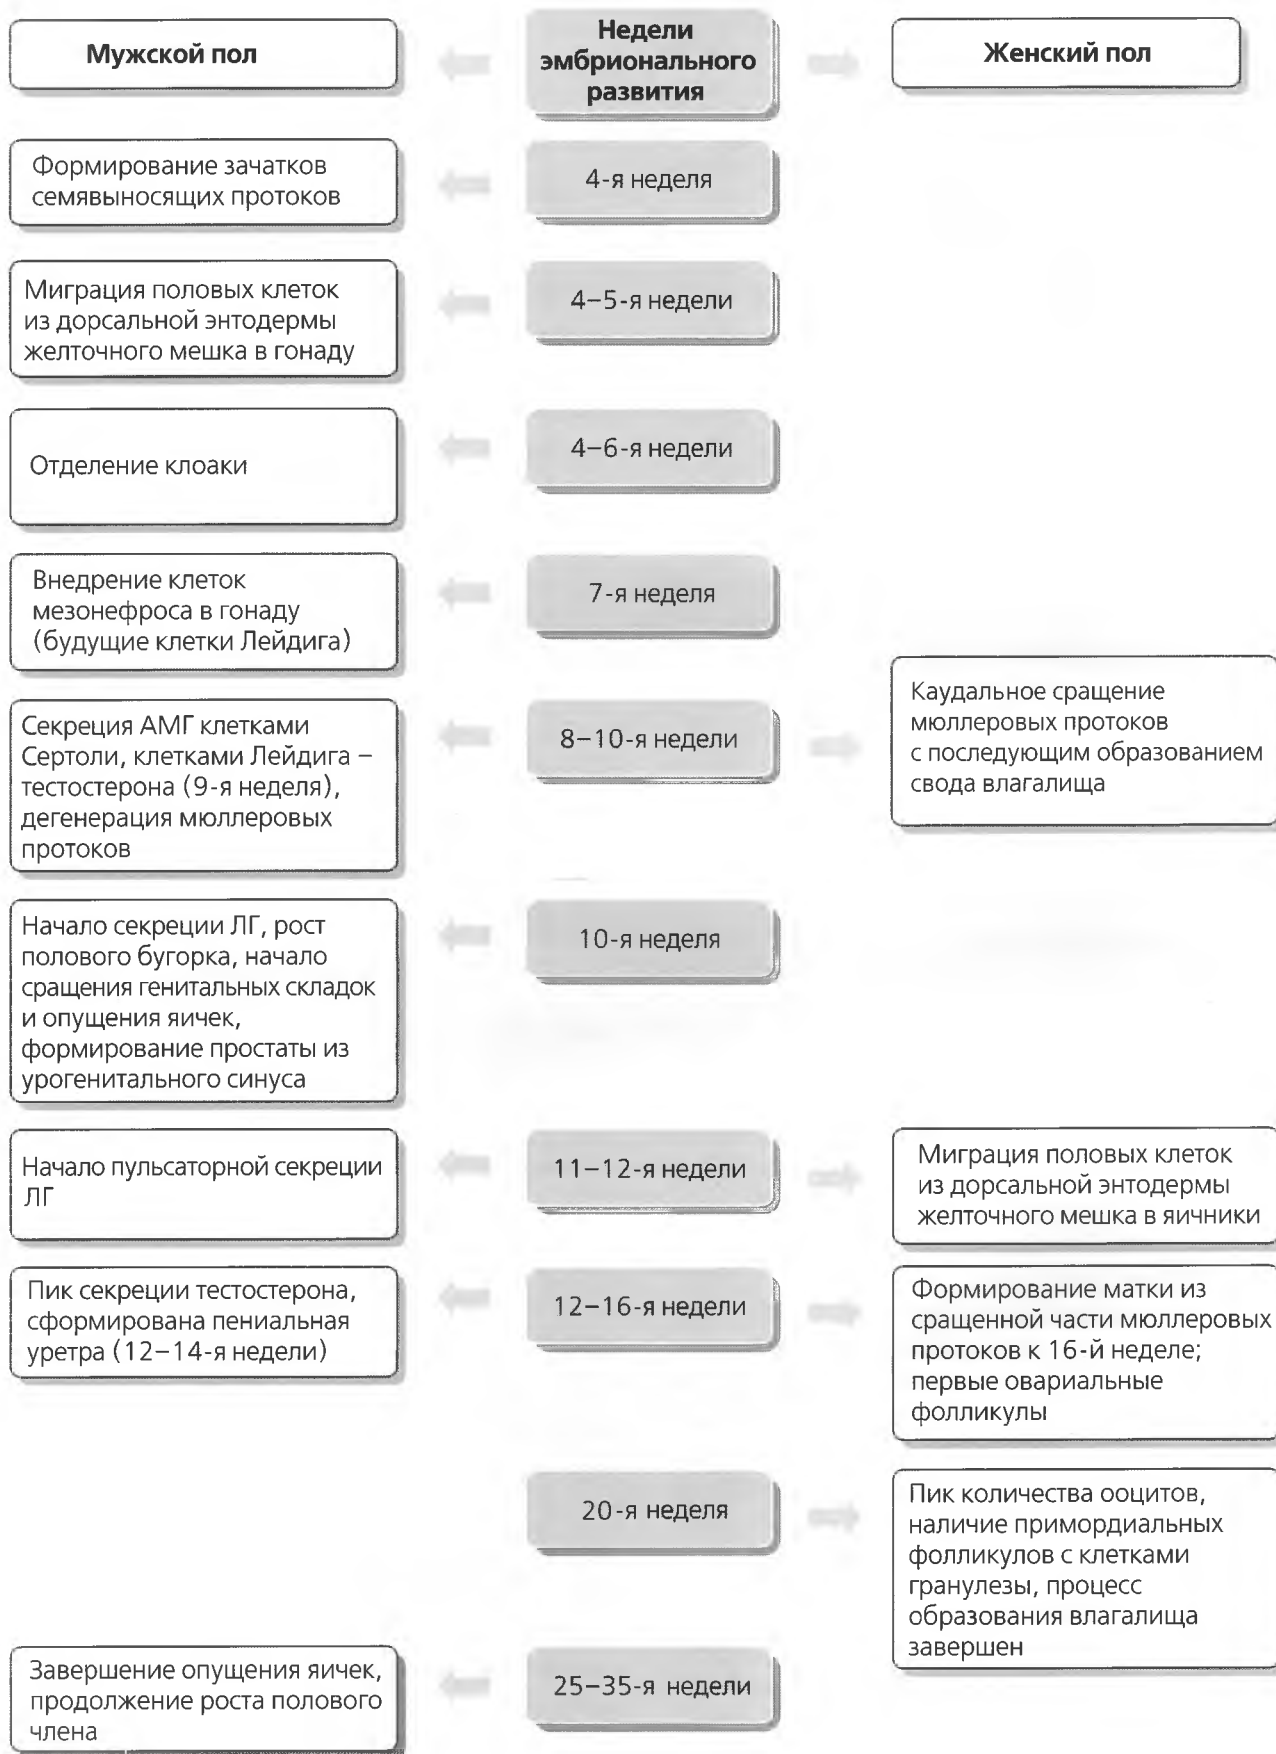 Мужской пол
Недели
эмбрионального
развития
Женский пол
Формирование зачатков
семявыносящих протоков
4-я неделя
Миграция половых клеток
из дорсальной энтодермы
желточного мешка в гонаду
4–5-я недели
Отделение клоаки
4–6-я недели
Внедрение клеток
мезонефроса в гонаду
(будущие клетки Лейдига)
7-я неделя
Секреция АМГ клетками
Сертоли, клетками Лейдига –
тестостерона (9-я неделя),
дегенерация мюллеровых
протоков
8–10-я недели
Каудальное сращение
мюллеровых протоков
с последующим образованием
свода влагалища
Начало секреции ЛГ, рост
полового бугорка, начало
сращения генитальных складок
и опущения яичек,
формирование простаты из
урогенитального синуса
10-я неделя
Начало пульсаторной секреции
ЛГ
11–12-я недели
Миграция половых клеток
из дорсальной энтодермы
желточного мешка в яичники
Пик секреции тестостерона,
сформирована пениальная
уретра (12–14-я недели)
12–16-я недели
Формирование матки из
сращенной части мюллеровых
протоков к 16-й неделе;
первые овариальные
фолликулы
20-я неделя
Пик количества ооцитов,
наличие примордиальных
фолликулов с клетками
гранулезы, процесс
образования влагалища
завершен
Завершение опущения яичек,
продолжение роста полового
члена
25–35-я недели